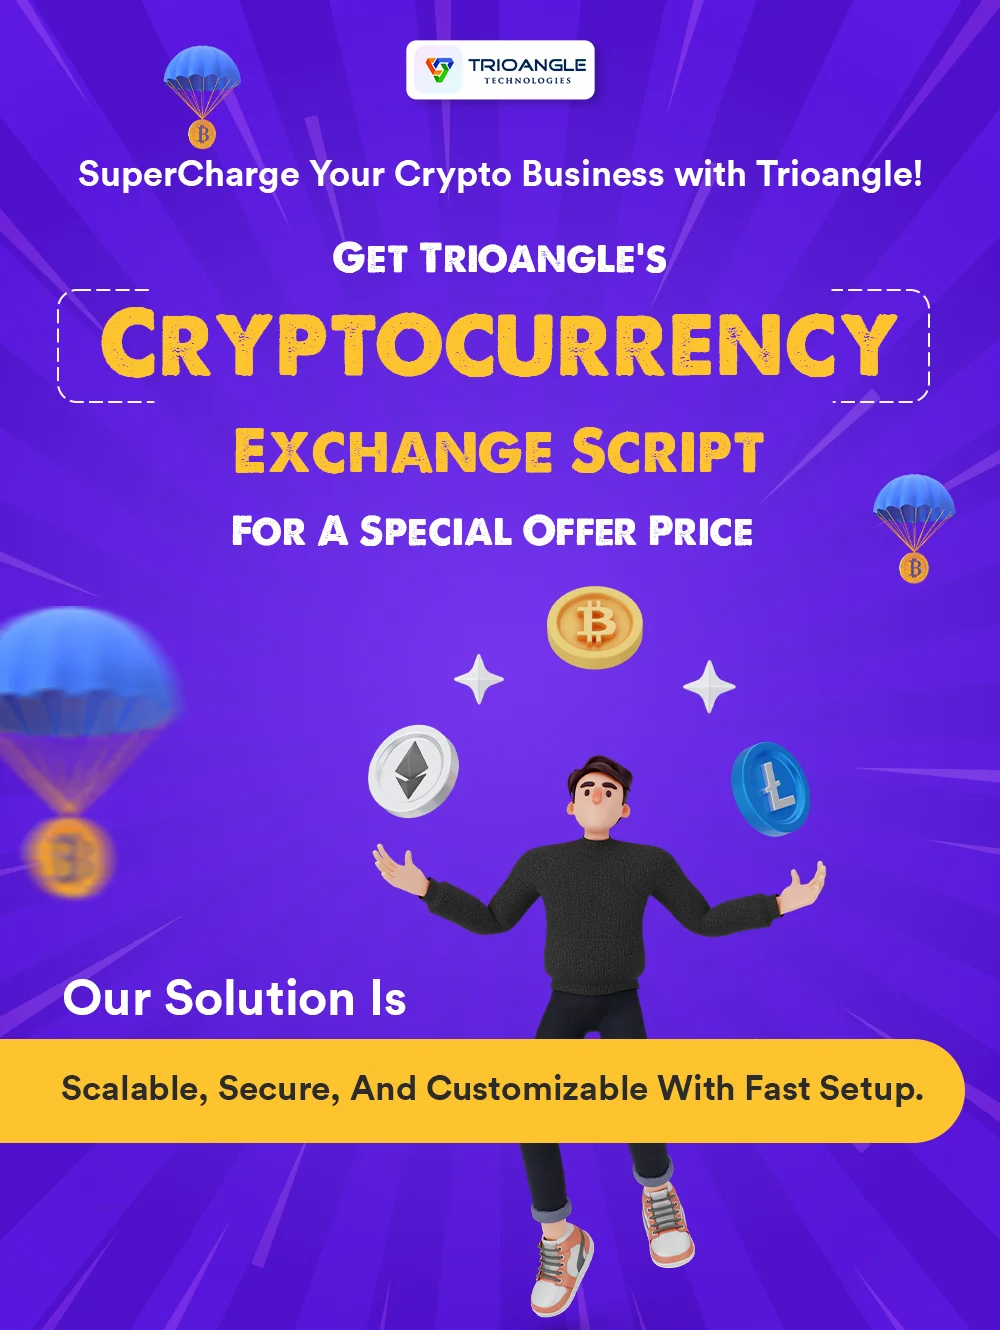 TRIOANGLE
TECHNOLOGIES
SuperCharge Your Crypto Business with Trioangle!
GET TRIOANGLE'S
CRYPTOCURRENCY
EXCHANGE SCRIPT
FOR A SPECIAL OFFER PRICE
Our Solution Is
Scalable, Secure, And Customizable With Fast Setup.